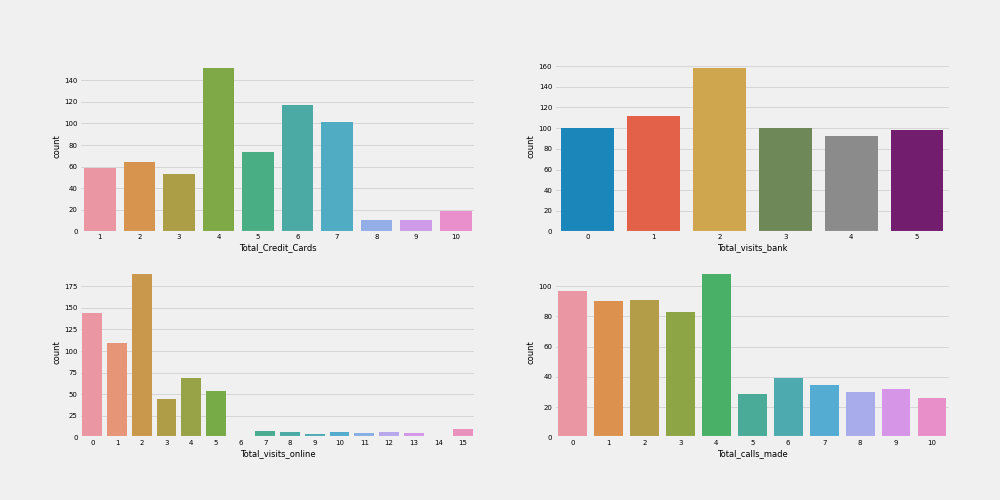 count
140
120
100
80
60
40
20
0
1 2 3 4 5 6 7 8 9 10
Total_Credit_Cards
count
160
140
120
100
80
60
40
20
0
0 1 2 3 4 5
Total_visits_bank
count
175
150
125
100
75
50
25
0
0 1 2 3 4 5 6 7 8 9 10 11 12 13 14 15
Total_visits_online
count
100
80
60
40
20
0
0 1 2 3 4 5 6 7 8 9 10
Total_calls_made